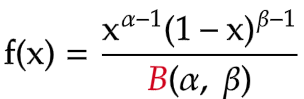 f(x) = x^{α−1}(1 − x)^{β−1} / B(α, β)